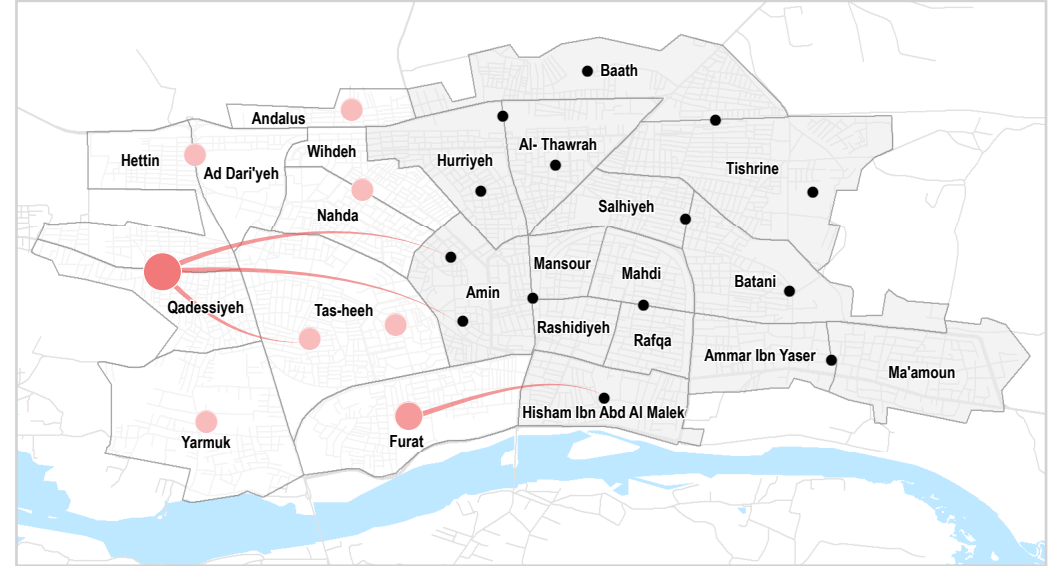 Baath
Andalus
Al- Thawrah
Wihdeh
Hettin
Hurriyeh
Ad Dari'yeh
Tishrine
Salhiyeh
Nahda
Mansour
Mahdi
Batani
Amin
Qadessiyeh
Tas-heeh
Rashidiyeh
Rafqa
Ammar Ibn Yaser
Ma'amoun
Hisham Ibn Abd Al Malek
Yarmuk
Furat